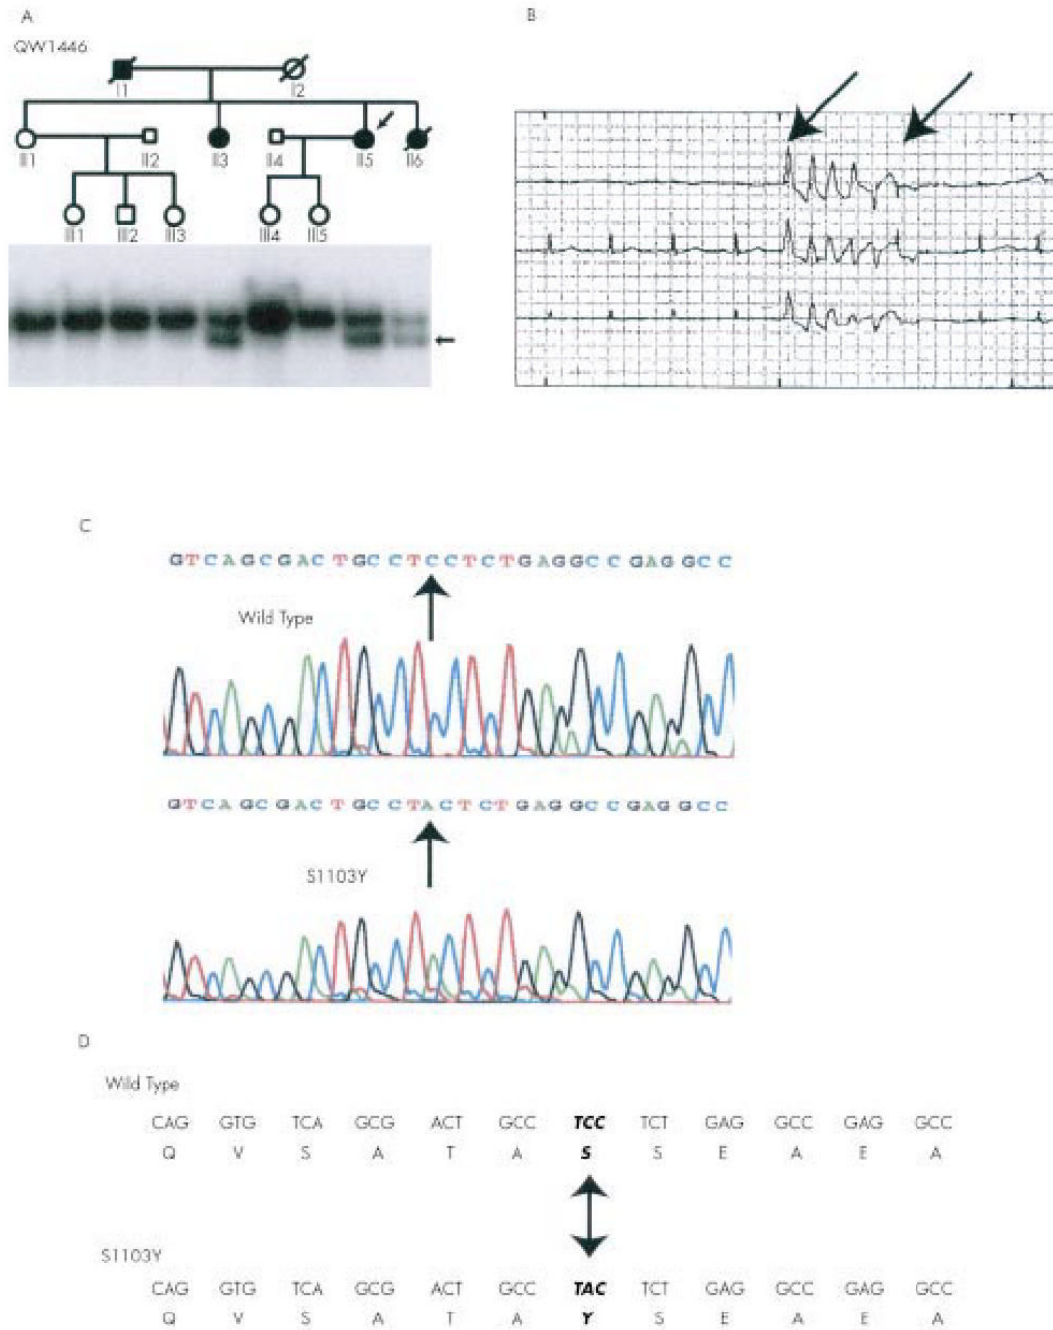 A
QW1446
I1 I2
II1 II2 II3 II4 II5 II6
III1 III2 III3 III4 III5
B
C
GTCAGCGACTGCCTCCTCTGAGGCCGAGGCC
Wild Type
GTCAGCGACTGCCTACTCTGAGGCCGAGGCC
S1103Y
D
Wild Type
CAG GTG TCA GCG ACT GCC TCC TCT GAG GCC GAG GCC
Q V S A T A S S E A E A
S1103Y
CAG GTG TCA GCG ACT GCC TAC TCT GAG GCC GAG GCC
Q V S A T A Y S E A E A